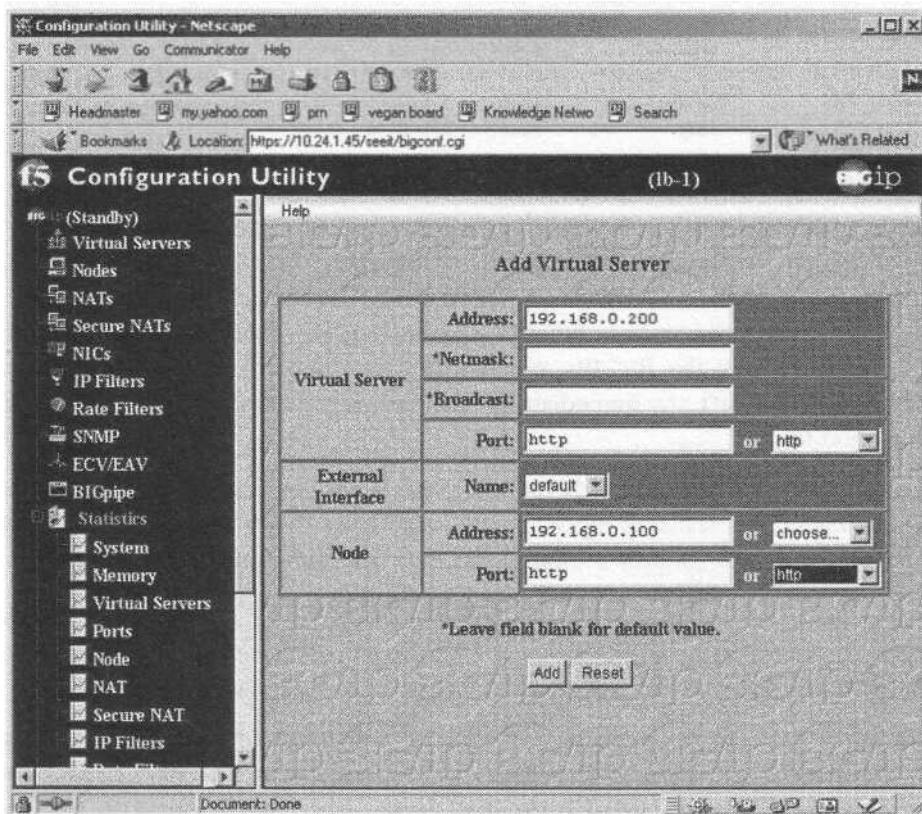 Configuration Utility - Netscape
File Edit View Go Communicator Help
N
Headmaster my.yahoo.com prn vegan board Knowledge Netwo Search
Bookmarks Location: https://10.24.1.45/seeit/bigconf.cgi What's Related
f5 Configuration Utility (lb-1) BIGip
(Standby)
Virtual Servers
Nodes
NATs
Secure NATs
NICs
IP Filters
Rate Filters
SNMP
ECV/EAV
BIGpipe
Statistics
System
Memory
Virtual Servers
Ports
Node
NAT
Secure NAT
IP Filters
Help
Add Virtual Server
Virtual Server
Address: 192.168.0.200
*Netmask:
*Broadcast:
Port: http or http
External Interface
Name: default
Node
Address: 192.168.0.100 or choose...
Port: http or http
*Leave field blank for default value.
Add Reset
Document: Done